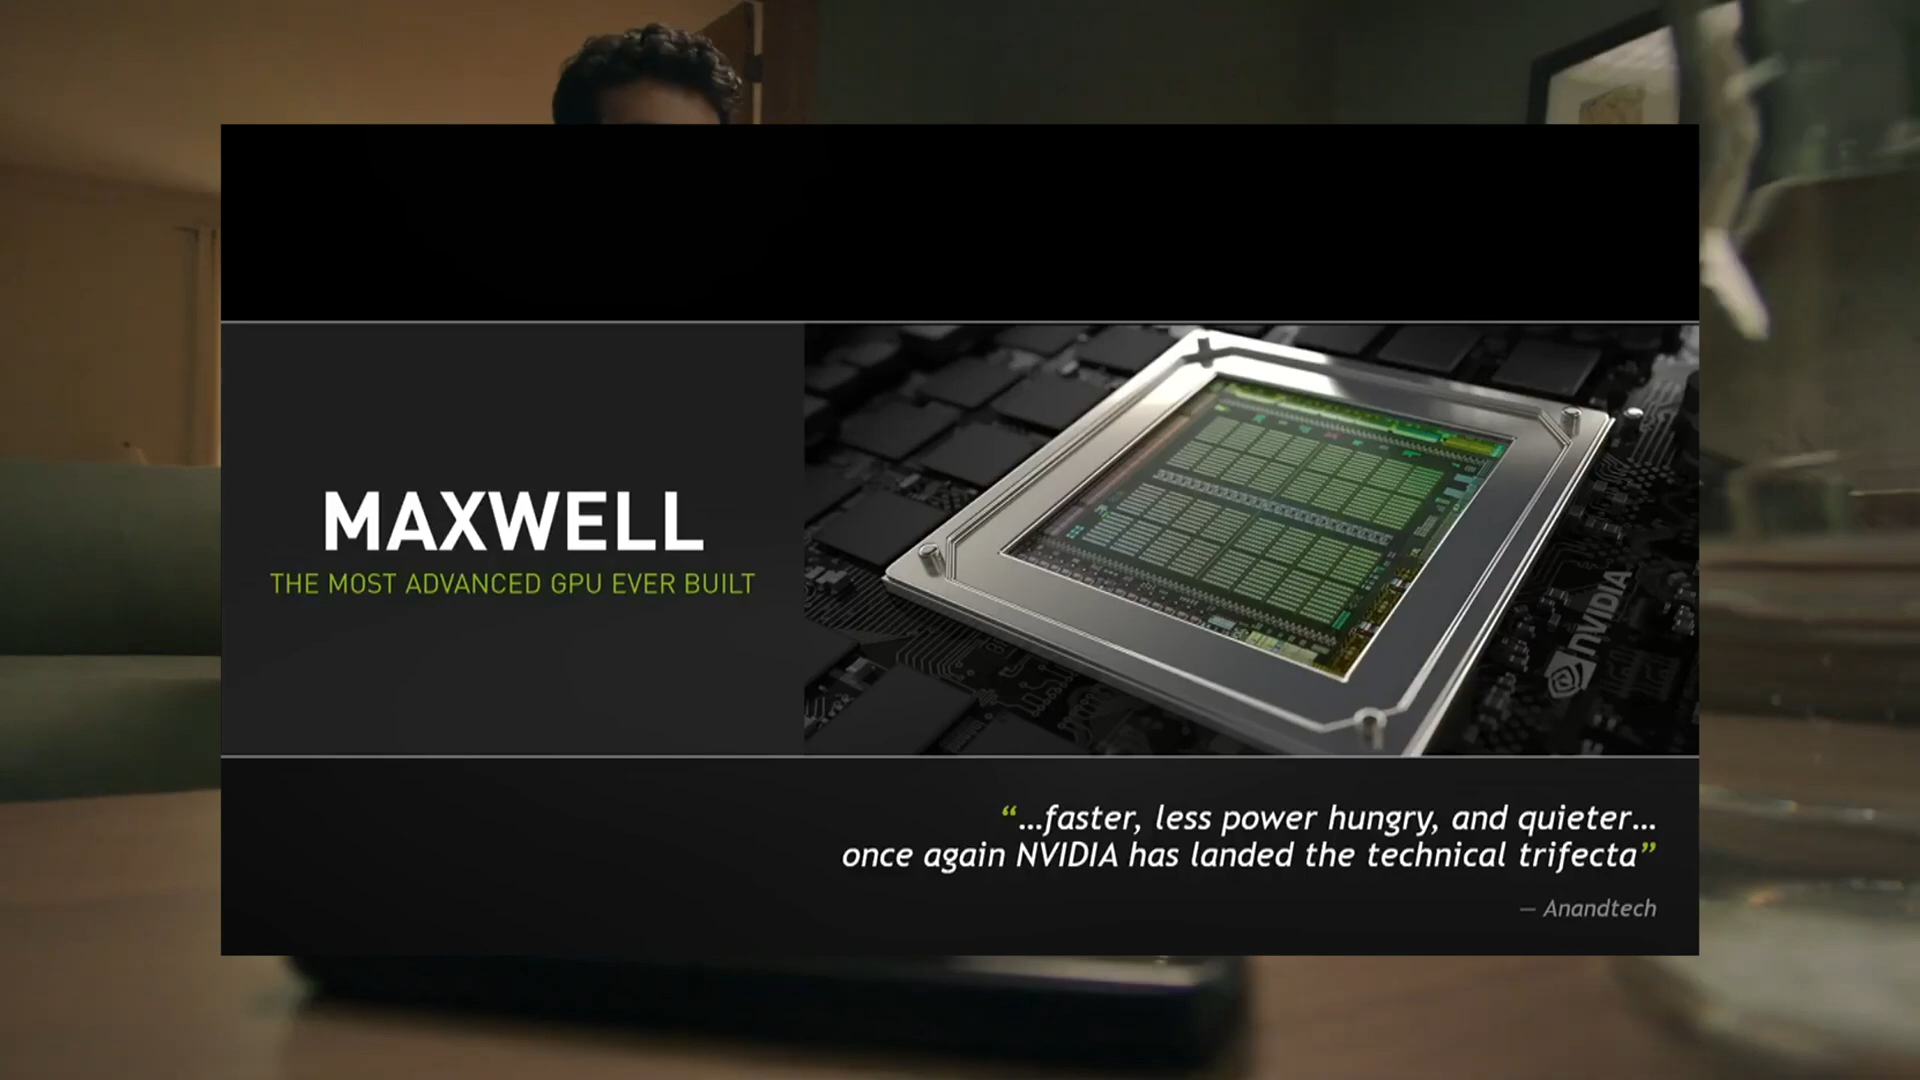 MAXWELL
THE MOST ADVANCED GPU EVER BUILT
NVIDIA
“...faster, less power hungry, and quieter...
once again NVIDIA has landed the technical trifecta”
— Anandtech